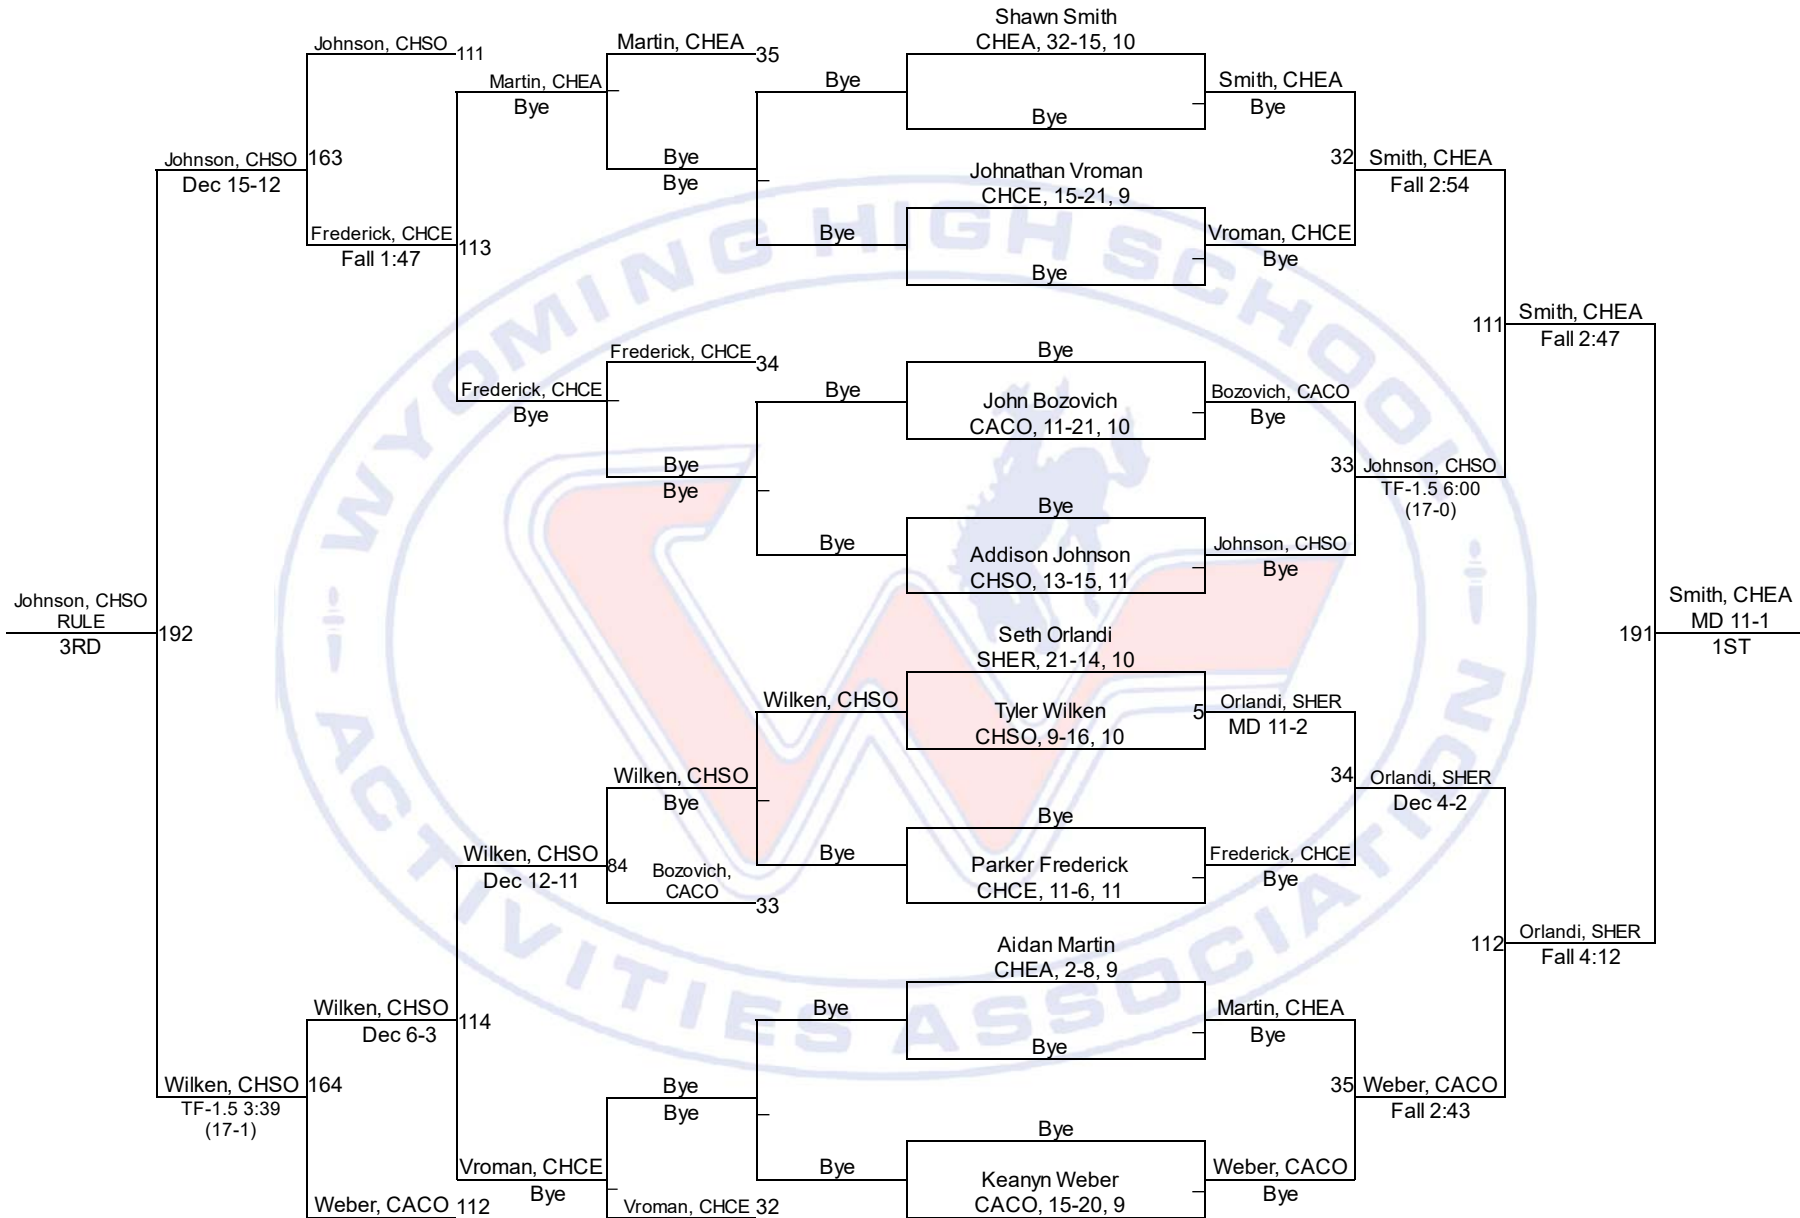 Shawn Smith
Johnson, CHSO 111
Martin, CHEA 35
CHEA, 32-15, 10
Martin, CHEA
Bye
Bye
Smith, CHEA
Bye
Bye
Johnson, CHSO 163
Dec 15-12
Bye
Bye
Johnathan Vroman
CHCE, 15-21, 9
32 Smith, CHEA
Fall 2:54
Frederick, CHCE 113
Fall 1:47
Bye
Bye
Vroman, CHCE
Bye
111 Smith, CHEA
Fall 2:47
Frederick, CHCE 34
Bye
Frederick, CHCE
Bye
Bye
John Bozovich
CACO, 11-21, 10
Bozovich, CACO
Bye
Bye
Bye
33 Johnson, CHSO
TF-1.5 6:00
(17-0)
Bye
Bye
Addison Johnson
CHSO, 13-15, 11
Johnson, CHSO
Bye
Johnson, CHSO
RULE
3RD
192
Seth Orlandi
SHER, 21-14, 10
191
Smith, CHEA
MD 11-1
1ST
Wilken, CHSO
Tyler Wilken
CHSO, 9-16, 10
5 Orlandi, SHER
MD 11-2
Wilken, CHSO
Bye
34 Orlandi, SHER
Dec 4-2
Bye
Wilken, CHSO 84
Dec 12-11
Bozovich,
CACO
33
Bye
Parker Frederick
CHCE, 11-6, 11
Frederick, CHCE
Bye
112 Orlandi, SHER
Fall 4:12
Aidan Martin
CHEA, 2-8, 9
Wilken, CHSO 114
Dec 6-3
Bye
Bye
Martin, CHEA
Bye
Wilken, CHSO 164
TF-1.5 3:39
(17-1)
Bye
Bye
35 Weber, CACO
Fall 2:43
Bye
Vroman, CHCE
Bye
Bye
Keanyn Weber
CACO, 15-20, 9
Weber, CACO
Bye
Weber, CACO 112
Vroman, CHCE 32
WYOMING HIGH SCHOOL
ACTIVITIES ASSOCIATION